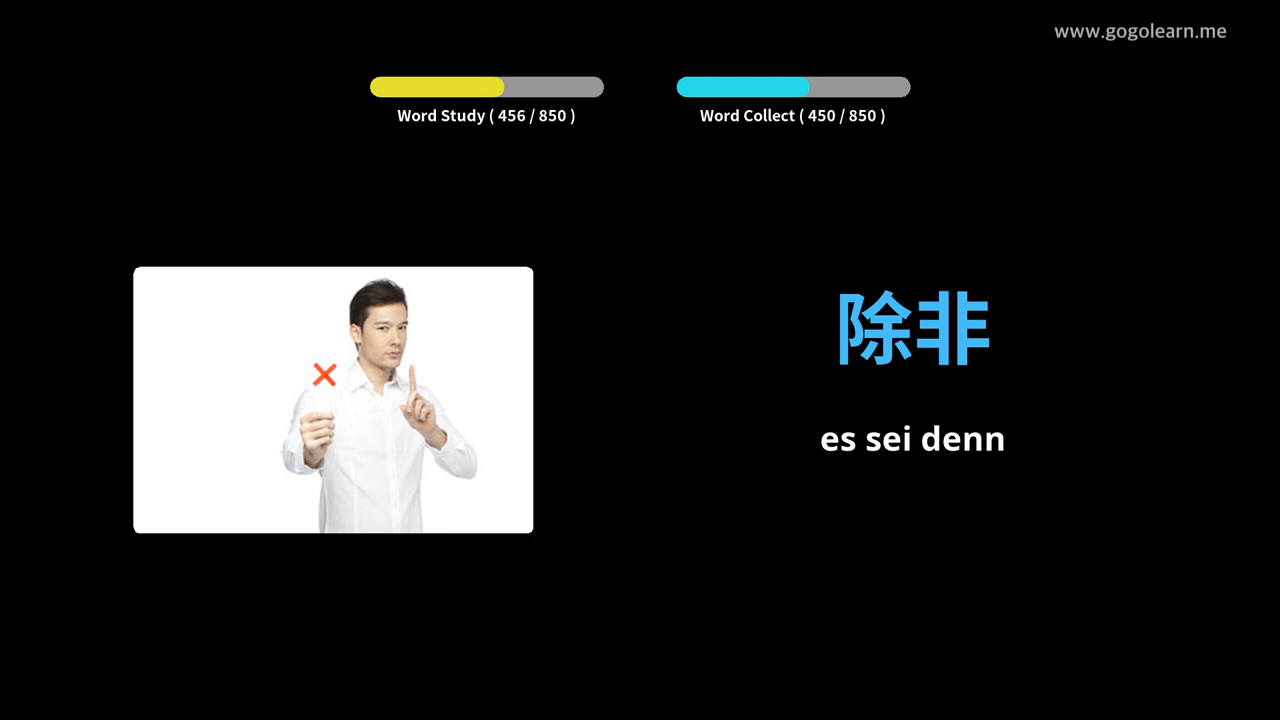 www.gogolearn.me
Word Study ( 456 / 850 )
Word Collect ( 450 / 850 )
除非
es sei denn